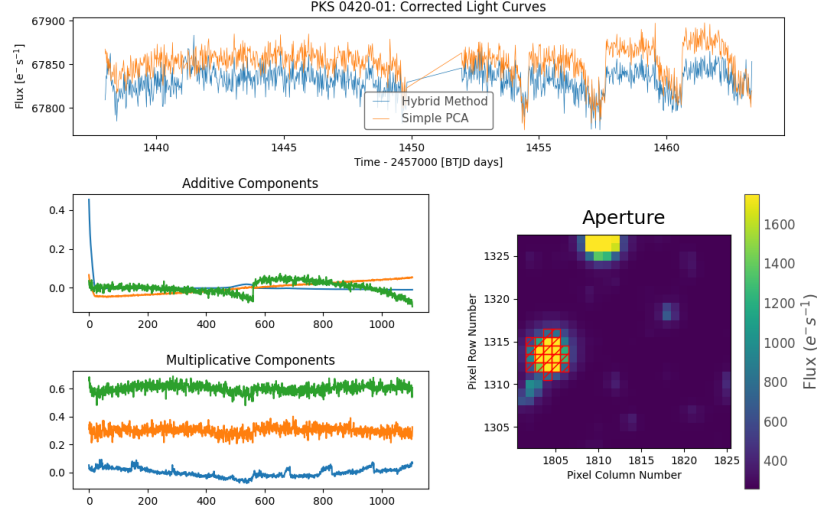 PKS 0420-01: Corrected Light Curves
67900
67850
67800
Flux [e⁻ s⁻¹]
Hybrid Method
Simple PCA
1440 1445 1450 1455 1460
Time - 2457000 [BTJD days]
Additive Components
0.4
0.2
0.0
0 200 400 600 800 1000
Multiplicative Components
0.6
0.4
0.2
0.0
0 200 400 600 800 1000
Aperture
1325
1320
1315
1310
1305
Pixel Row Number
1805 1810 1815 1820 1825
Pixel Column Number
1600
1400
1200
1000
800
600
400
Flux (e⁻ s⁻¹)